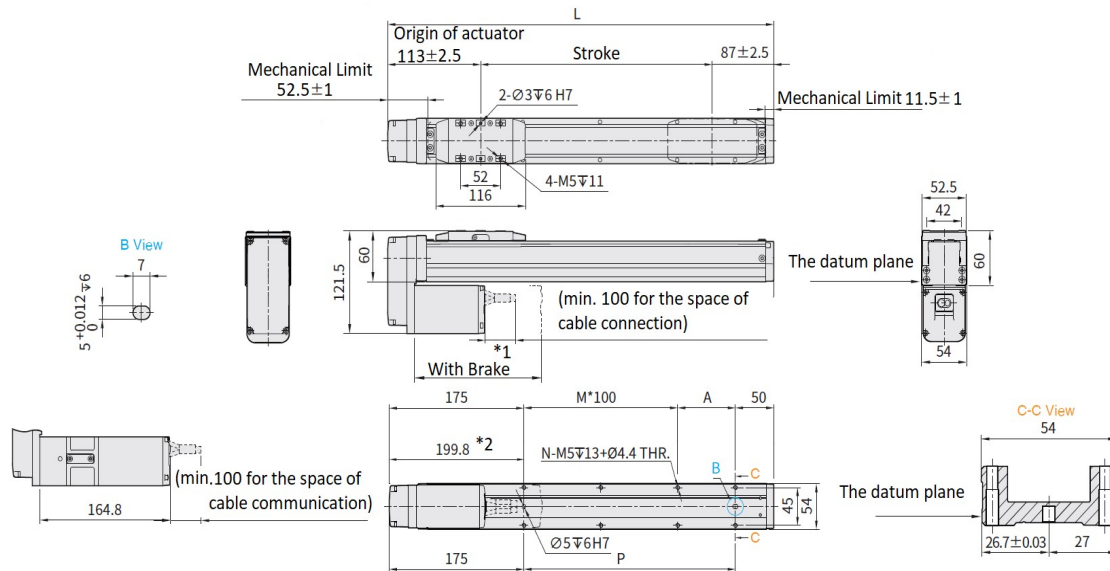 L
Origin of actuator
113±2.5
Stroke
87±2.5
Mechanical Limit
52.5±1
2-Ø3↧6 H7
Mechanical Limit 11.5±1
52
4-M5↧11
116
52.5
42
B View
7
5 +0.012 ↧6
0
121.5
60
(min. 100 for the space of
cable connection)
*1
With Brake
The datum plane
60
54
175
M*100
A
50
C-C View
54
199.8 *2
N-M5↧13+Ø4.4 THR.
B
C
(min.100 for the space of
cable communication)
164.8
45
54
The datum plane
C
Ø5↧6H7
175
P
26.7±0.03
27